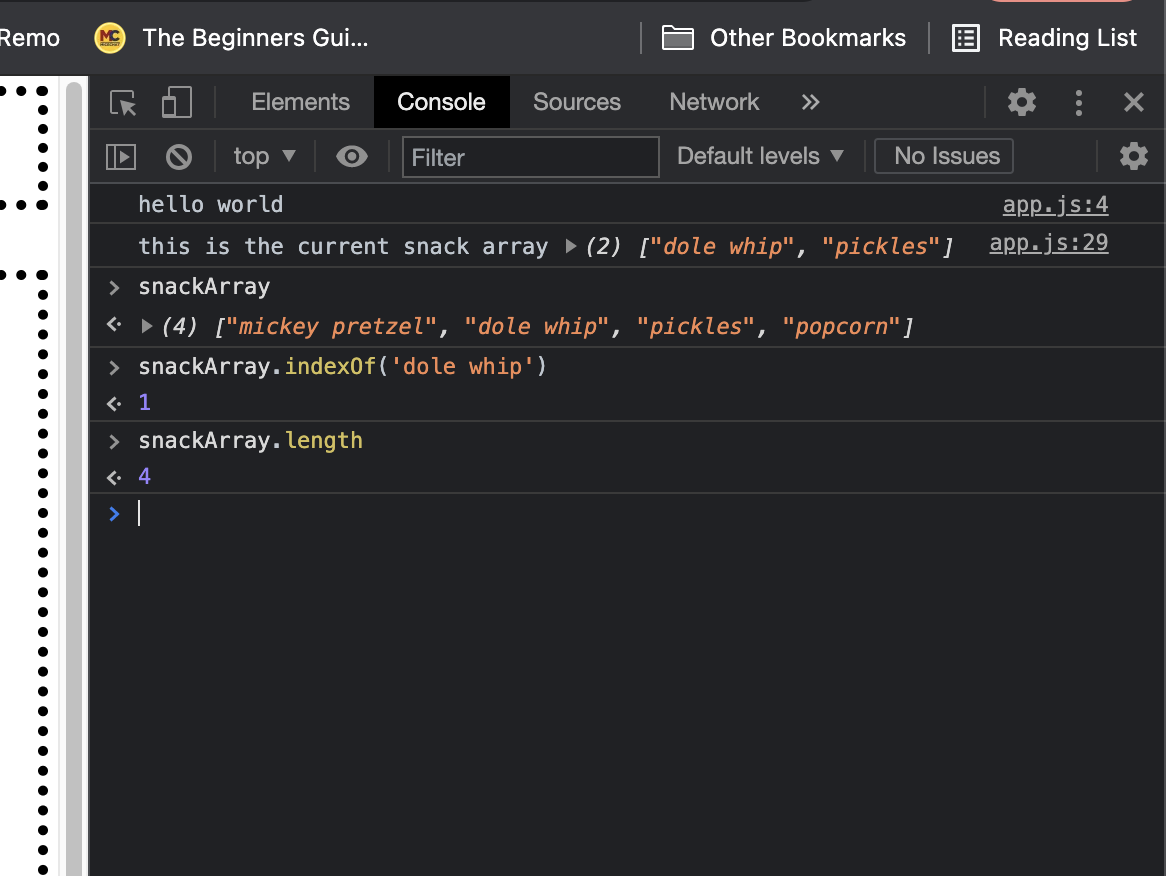 Remo MC The Beginners Gui... Other Bookmarks Reading List
Elements Console Sources Network »
top Filter Default levels No Issues
hello world app.js:4
this is the current snack array (2) ["dole whip", "pickles"] app.js:29
> snackArray
(4) ["mickey pretzel", "dole whip", "pickles", "popcorn"]
> snackArray.indexOf('dole whip')
1
> snackArray.length
4
>